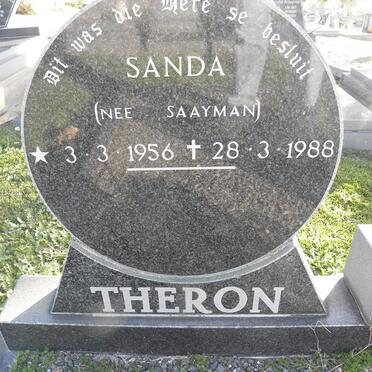 Dit was die Here se besluit
SANDA
(NEE SAAYMAN)
★ 3·3·1956 ✝ 28·3·1988
THERON